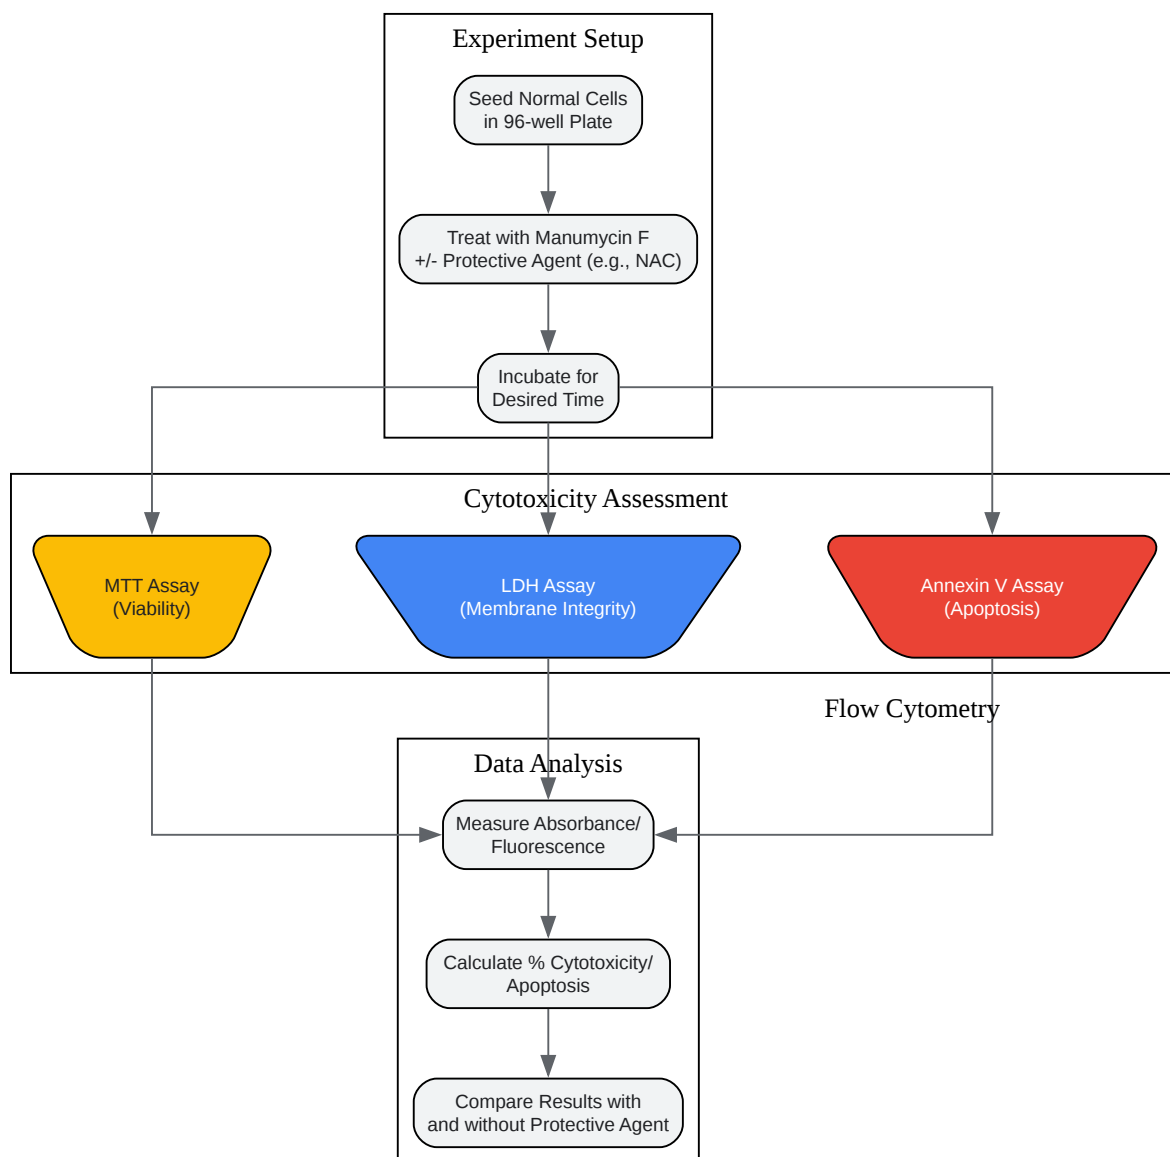 Experiment Setup
Seed Normal Cells
in 96-well Plate
Treat with Manumycin F
+/- Protective Agent (e.g., NAC)
Incubate for
Desired Time
Cytotoxicity Assessment
MTT Assay
(Viability)
LDH Assay
(Membrane Integrity)
Annexin V Assay
(Apoptosis)
Flow Cytometry
Data Analysis
Measure Absorbance/
Fluorescence
Calculate % Cytotoxicity/
Apoptosis
Compare Results with
and without Protective Agent